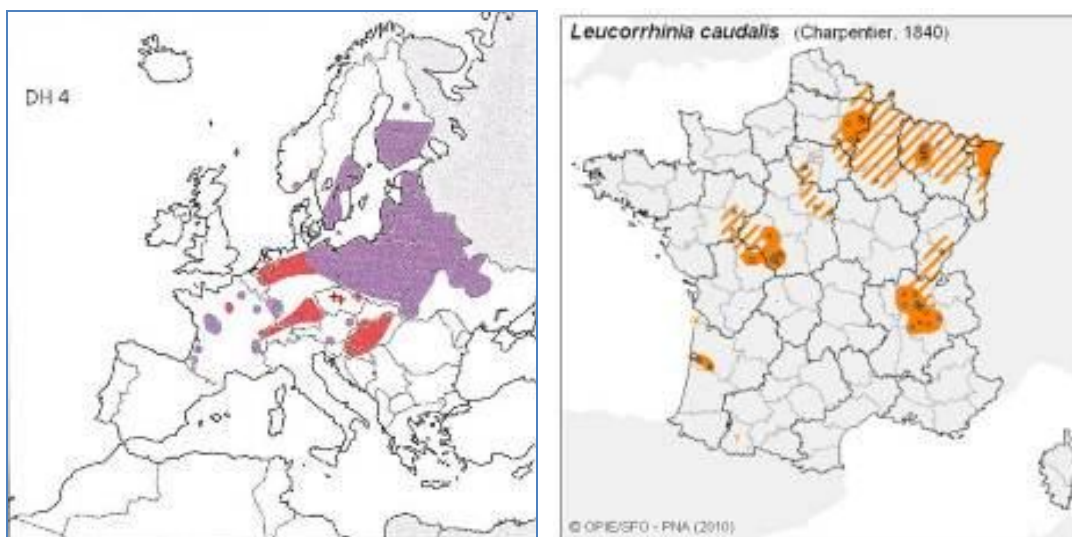 DH 4
Leucorrhinia caudalis (Charpentier, 1840)
© OPIE/SFO - PNA (2010)